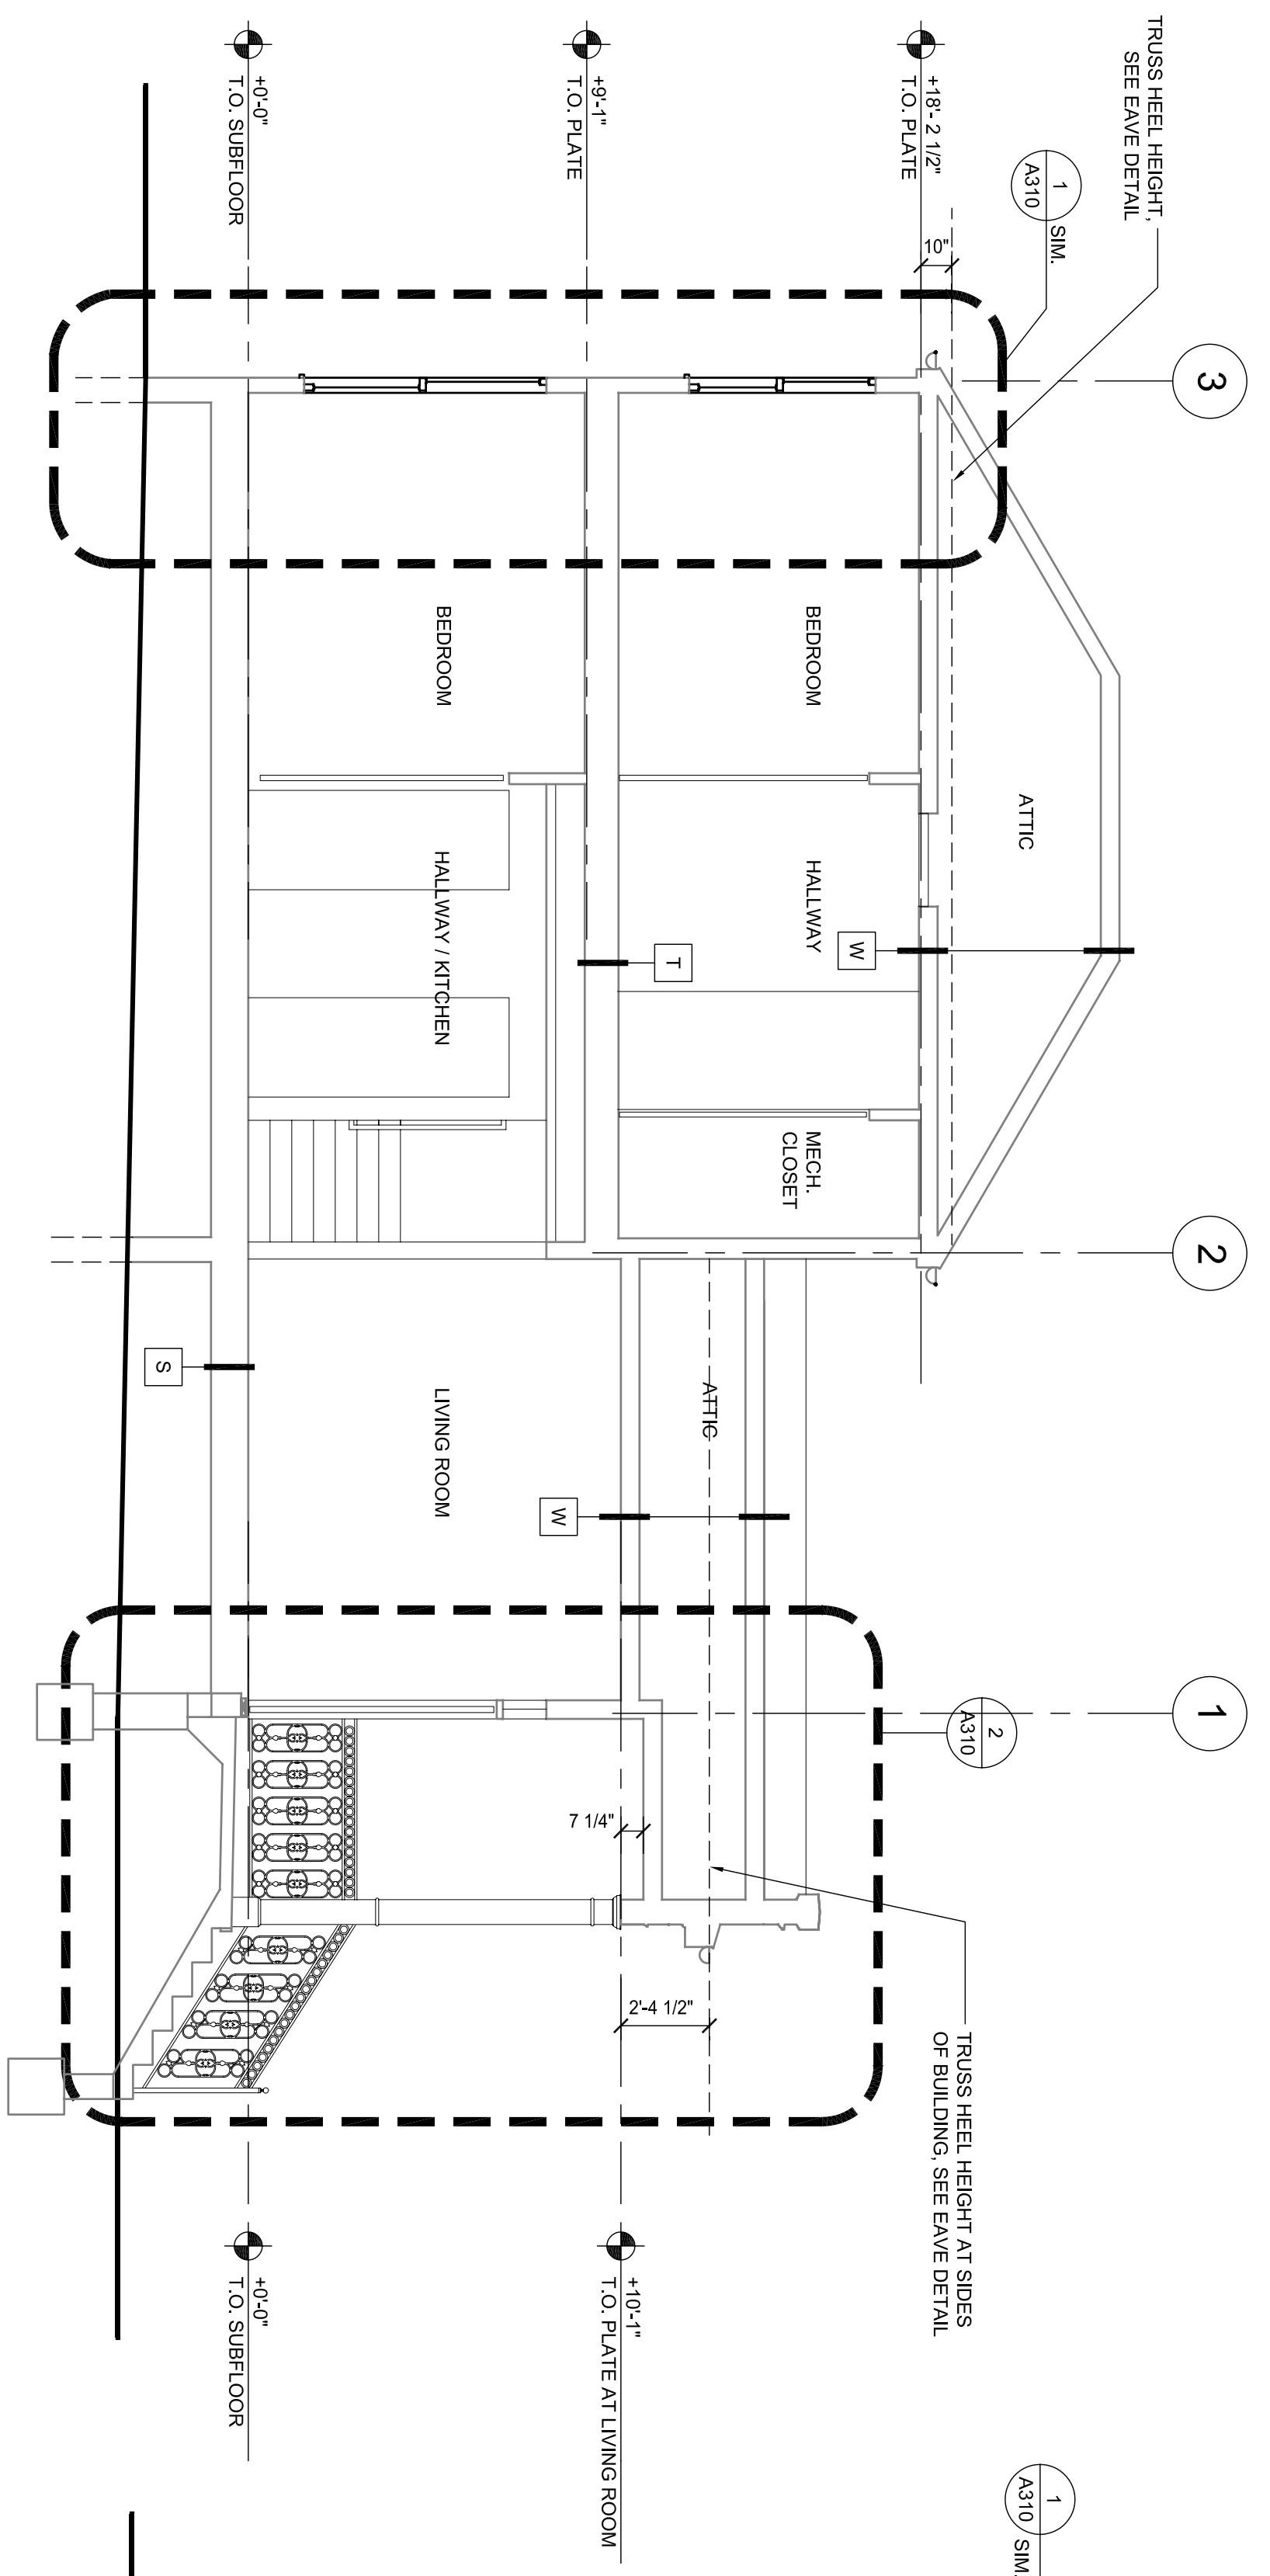 3
2
1
TRUSS HEEL HEIGHT,
SEE EAVE DETAIL
1
A310
SIM.
10"
+18'- 2 1/2"
T.O. PLATE
+9'-1"
T.O. PLATE
+0'-0"
T.O. SUBFLOOR
ATTIC
W
BEDROOM
HALLWAY
MECH.
CLOSET
T
BEDROOM
HALLWAY / KITCHEN
ATTIC
W
LIVING ROOM
S
2
A310
7 1/4"
2'-4 1/2"
TRUSS HEEL HEIGHT AT SIDES
OF BUILDING, SEE EAVE DETAIL
+10'-1"
T.O. PLATE AT LIVING ROOM
+0'-0"
T.O. SUBFLOOR
1
A310
SIM.